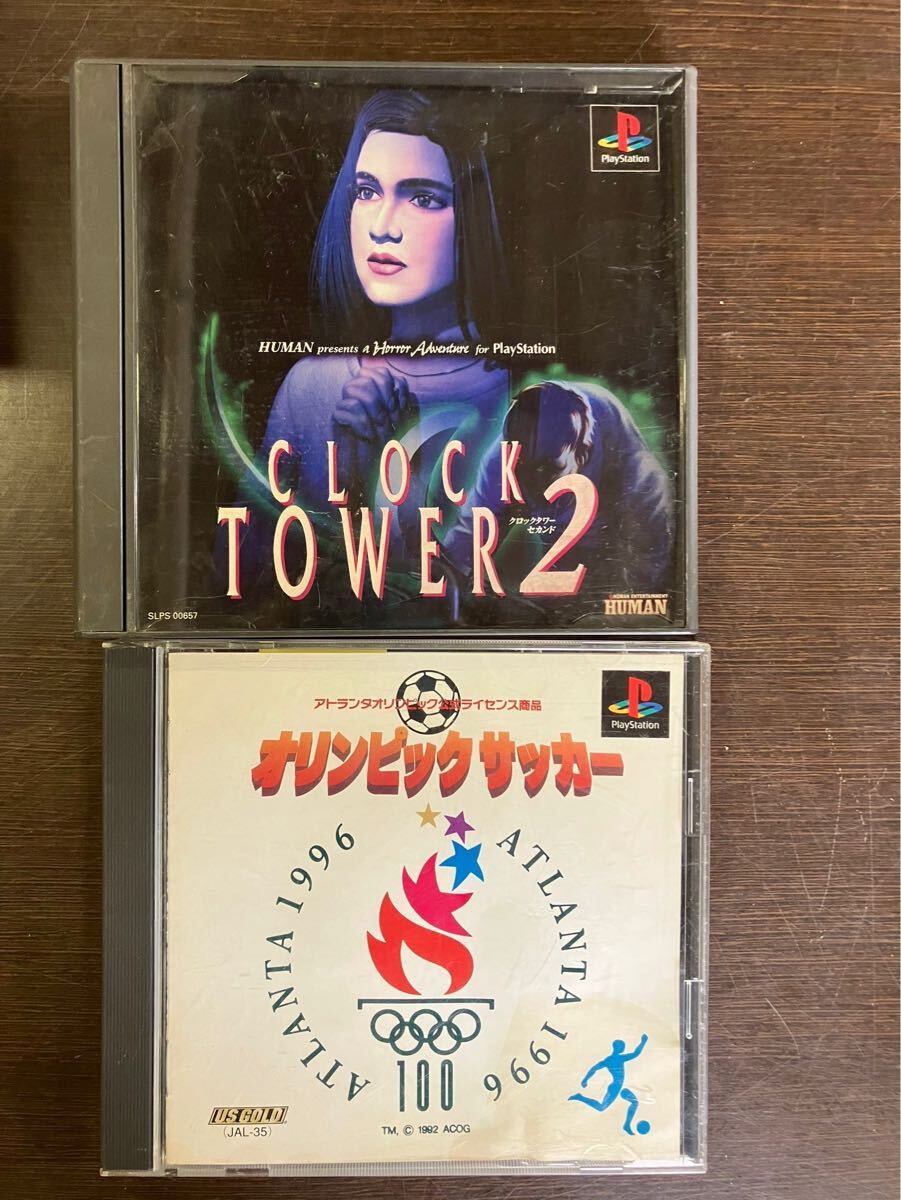 PlayStation
HUMAN presents a Horror Adventure for PlayStation
CLOCK
TOWER 2
クロックタワー
セカンド
SLPS 00657
HUMAN ENTERTAINMENT
HUMAN
PlayStation
アトランタオリンピック公式ライセンス商品
オリンピックサッカー
ATLANTA 1996
ATLANTA 1996
100
U.S. GOLD
(JAL-35)
TM, © 1992 ACOG